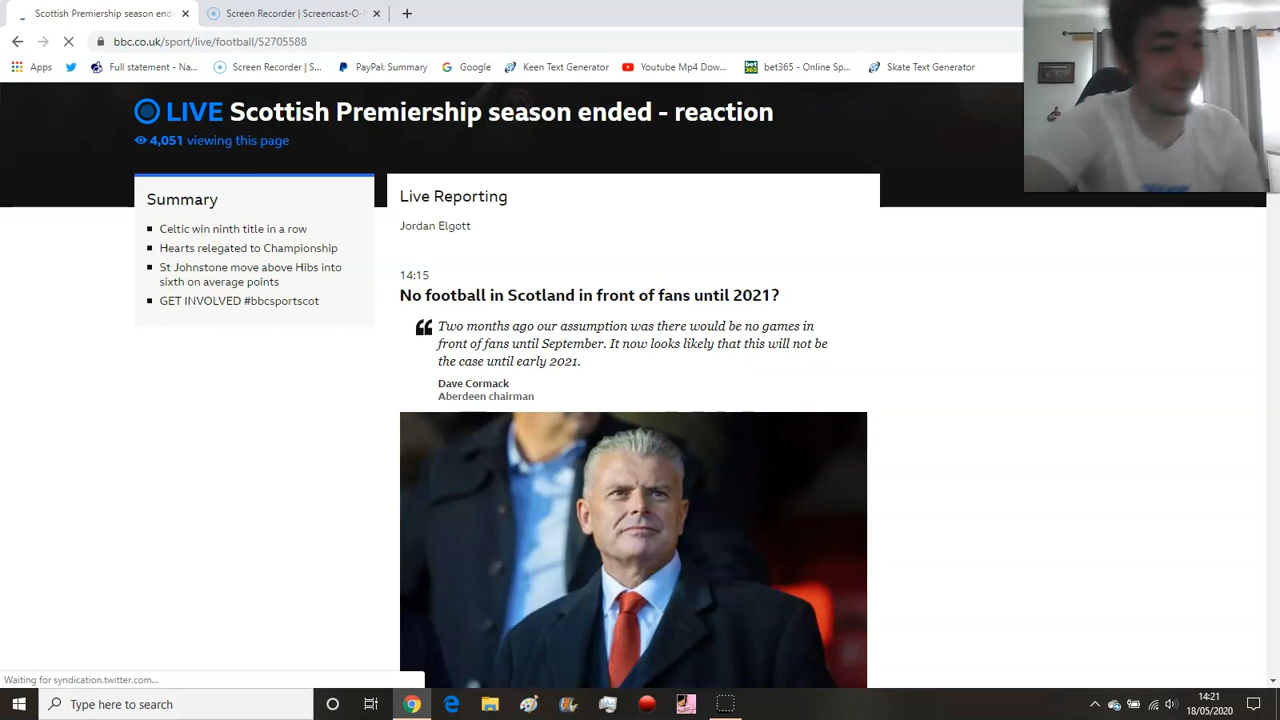 Scottish Premiership season ende
Screen Recorder | Screencast-O-
bbc.co.uk/sport/live/football/52705588
Apps
Full statement - Na...
Screen Recorder | S...
PayPal: Summary
Google
Keen Text Generator
Youtube Mp4 Dow...
bet365
bet365 - Online Sp...
Skate Text Generator
LIVE Scottish Premiership season ended - reaction
4,051 viewing this page
Summary
Celtic win ninth title in a row
Hearts relegated to Championship
St Johnstone move above Hibs into
sixth on average points
GET INVOLVED #bbcsportscot
Live Reporting
Jordan Elgott
14:15
No football in Scotland in front of fans until 2021?
Two months ago our assumption was there would be no games in
front of fans until September. It now looks likely that this will not be
the case until early 2021.
Dave Cormack
Aberdeen chairman
Waiting for syndication.twitter.com...
Type here to search
14:21
18/05/2020